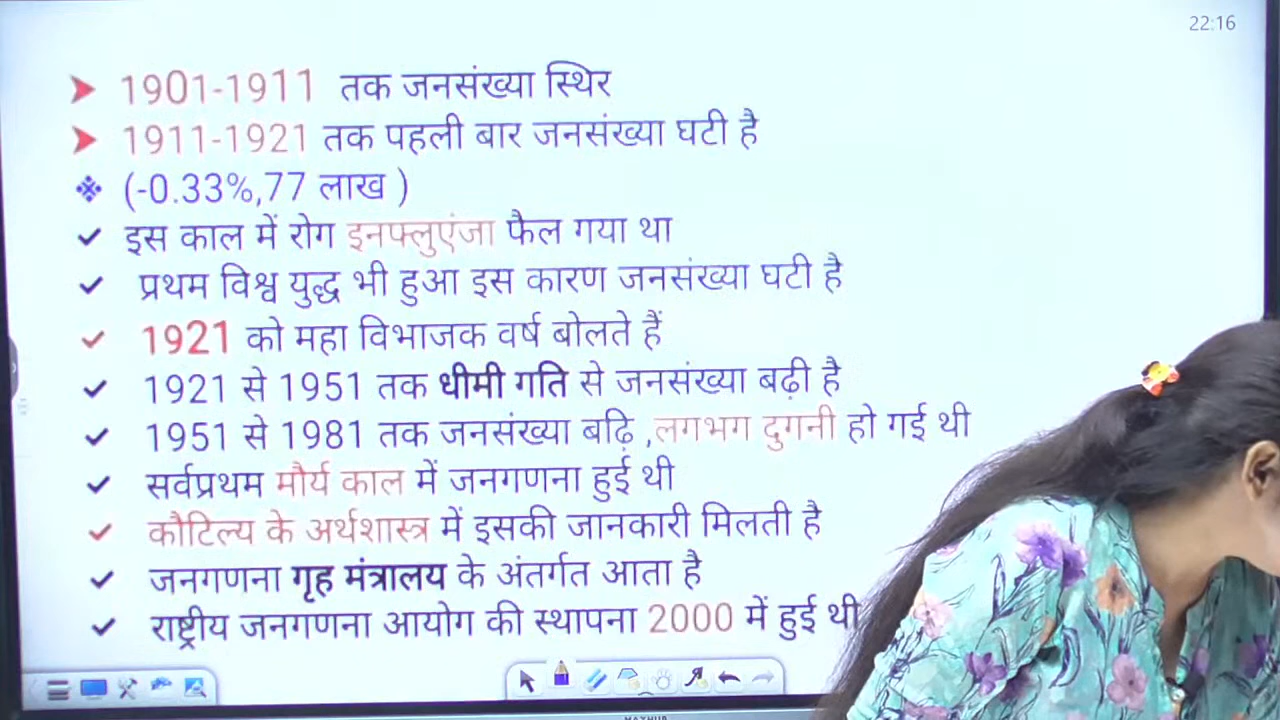 22:16
1901-1911 तक जनसंख्या स्थिर
1911-1921 तक पहली बार जनसंख्या घटी है
(-0.33%,77 लाख )
इस काल में रोग इनफ्लुएंजा फैल गया था
प्रथम विश्व युद्ध भी हुआ इस कारण जनसंख्या घटी है
1921 को महा विभाजक वर्ष बोलते हैं
1921 से 1951 तक धीमी गति से जनसंख्या बढ़ी है
1951 से 1981 तक जनसंख्या बढ़ि ,लगभग दुगनी हो गई थी
सर्वप्रथम मौर्य काल में जनगणना हुई थी
कौटिल्य के अर्थशास्त्र में इसकी जानकारी मिलती है
जनगणना गृह मंत्रालय के अंतर्गत आता है
राष्ट्रीय जनगणना आयोग की स्थापना 2000 में हुई थी
MAXHUB